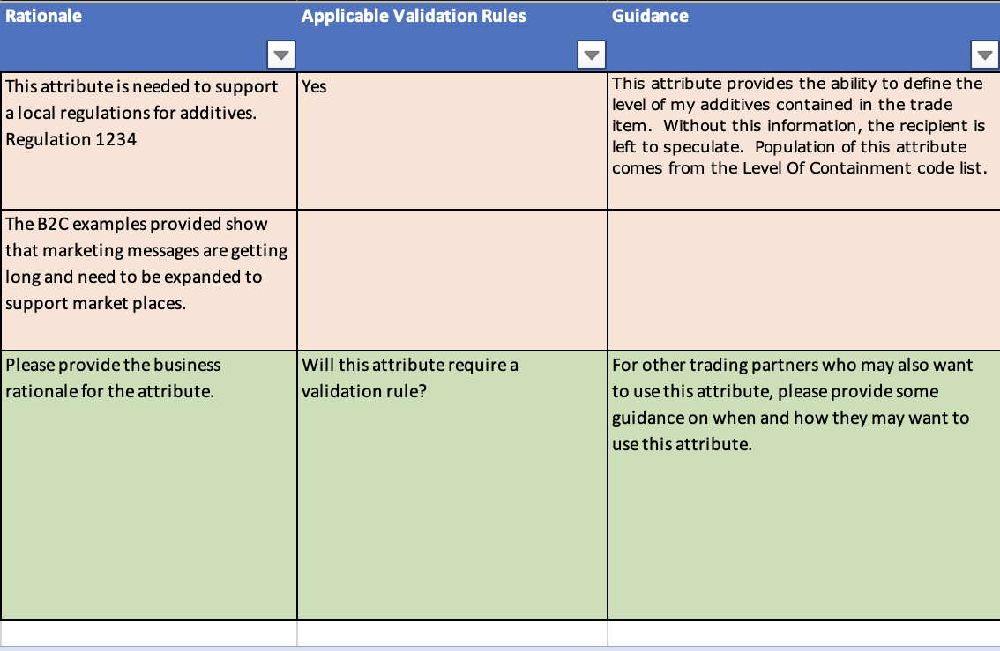 Rationale
Applicable Validation Rules
Guidance
This attribute is needed to support
a local regulations for additives.
Regulation 1234
Yes
This attribute provides the ability to define the
level of my additives contained in the trade
item.  Without this information, the recipient is
left to speculate.  Population of this attribute
comes from the Level Of Containment code list.
The B2C examples provided show
that marketing messages are getting
long and need to be expanded to
support market places.
Please provide the business
rationale for the attribute.
Will this attribute require a
validation rule?
For other trading partners who may also want
to use this attribute, please provide some
guidance on when and how they may want to
use this attribute.